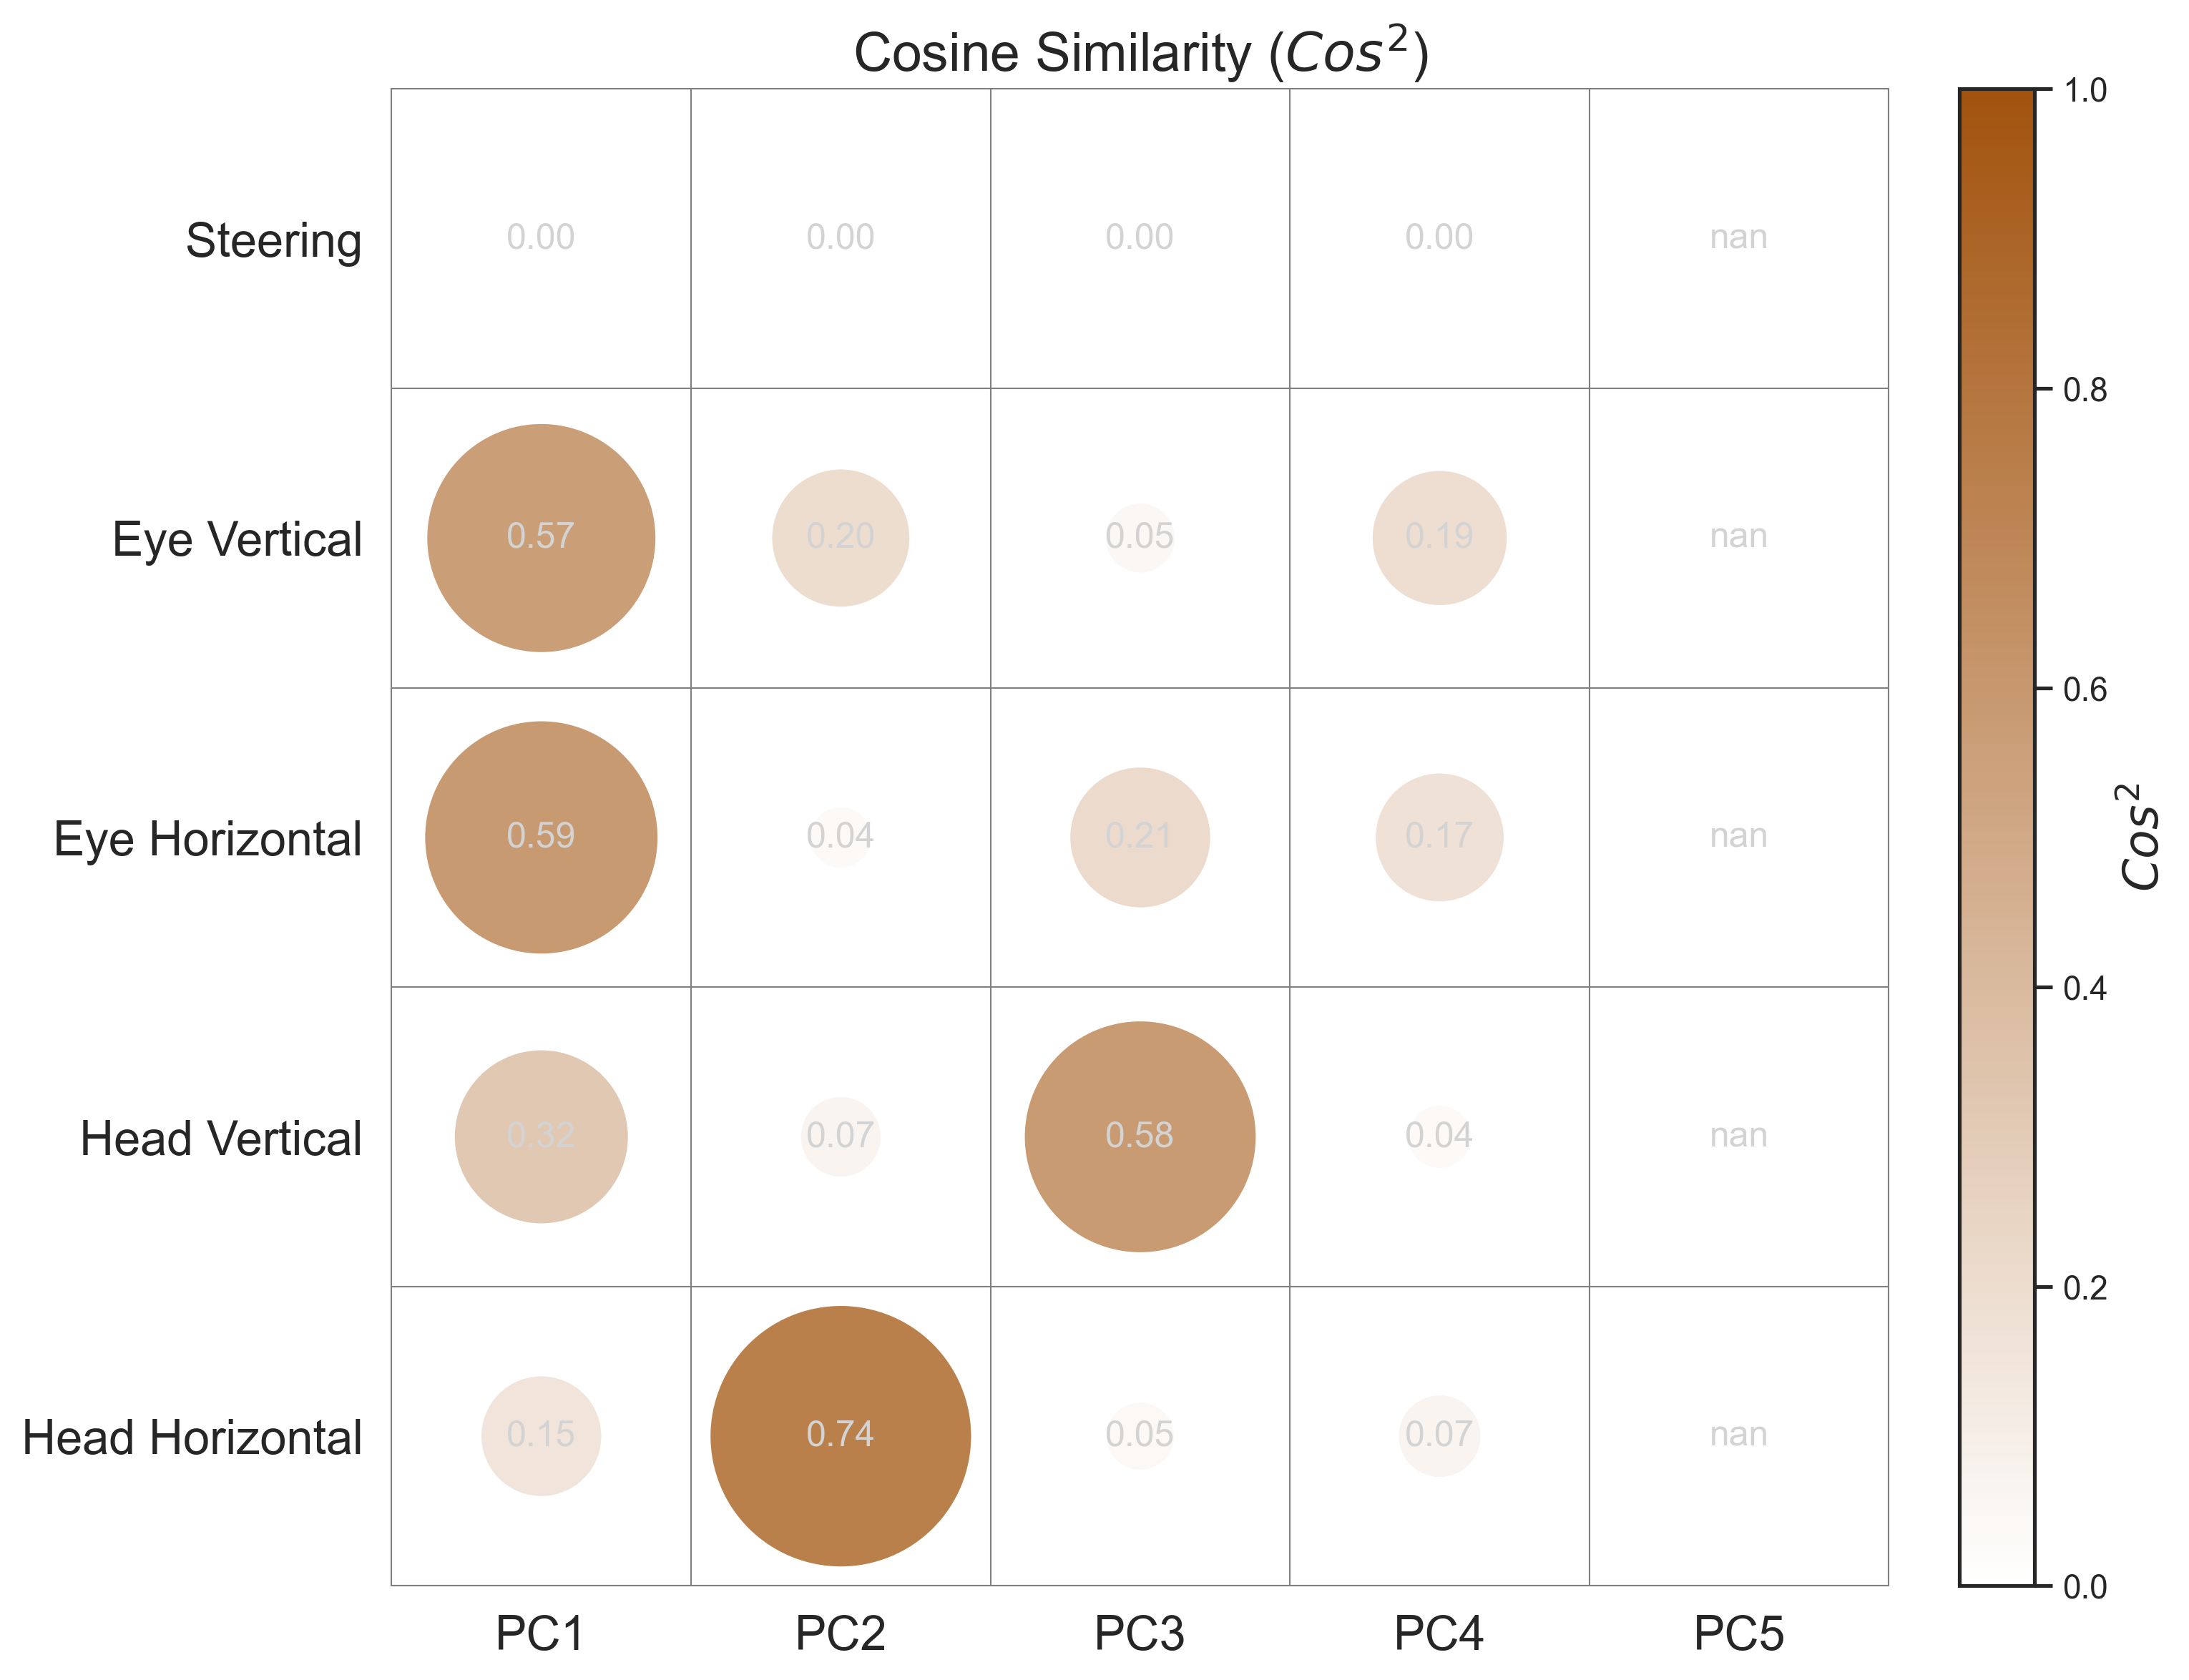 Cosine Similarity (Cos²)
Steering 0.00 0.00 0.00 0.00 nan
Eye Vertical 0.57 0.20 0.05 0.19 nan
Eye Horizontal 0.59 0.04 0.21 0.17 nan
Head Vertical 0.32 0.07 0.58 0.04 nan
Head Horizontal 0.15 0.74 0.05 0.07 nan
PC1 PC2 PC3 PC4 PC5
1.0
0.8
0.6
0.4
0.2
0.0
Cos²